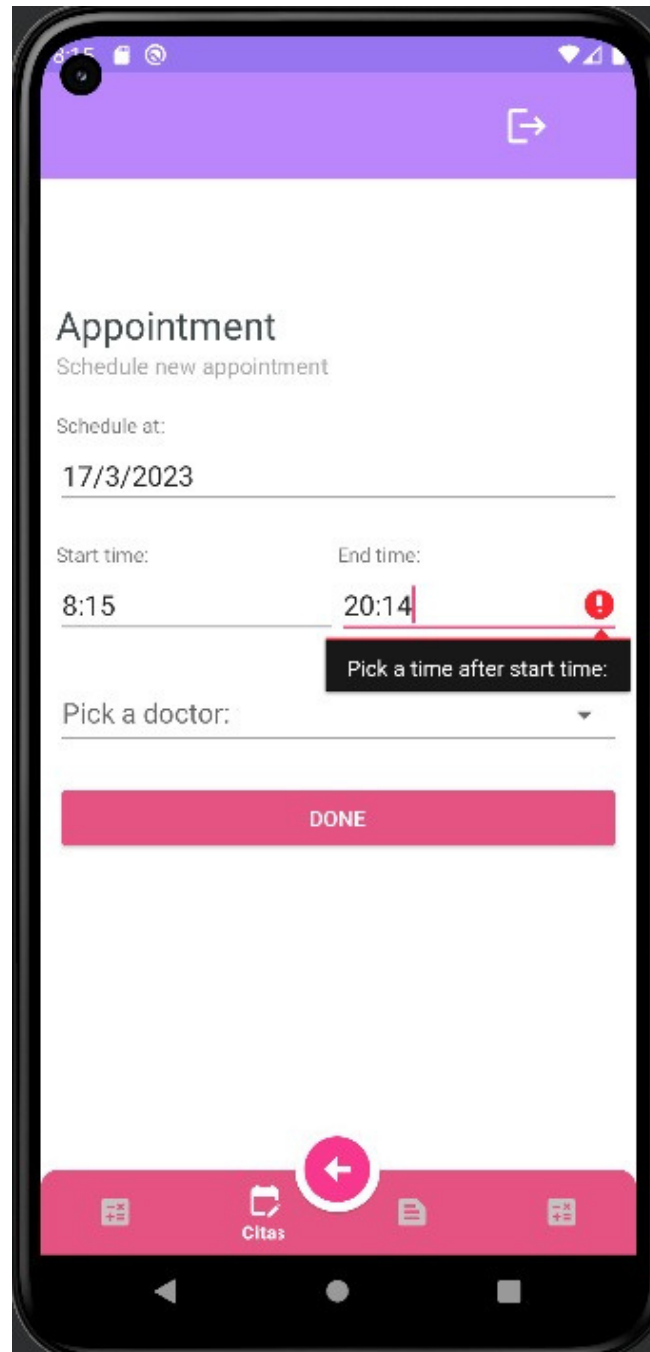 8:15
Appointment
Schedule new appointment
Schedule at:
17/3/2023
Start time: End time:
8:15 20:14
Pick a time after start time:
Pick a doctor:
DONE
Citas